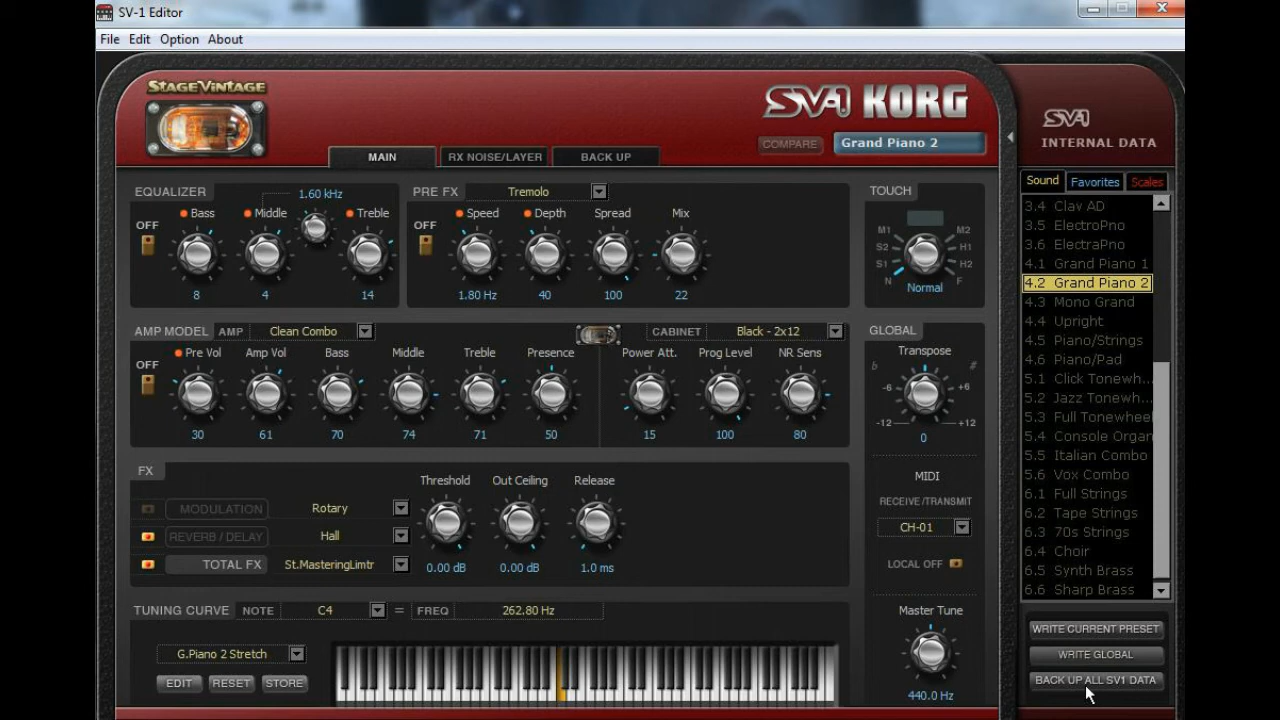 SV-1 Editor
File Edit Option About
STAGEVINTAGE
SV-1 KORG
COMPARE Grand Piano 2
MAIN RX NOISE/LAYER BACK UP
EQUALIZER 1.60 kHz
OFF Bass Middle Treble
8 4 14
PRE FX Tremolo
OFF Speed Depth Spread Mix
1.80 Hz 40 100 22
TOUCH
M1 M2
S2 H1
S1 H2
N F
Normal
AMP MODEL AMP Clean Combo CABINET Black - 2x12
OFF Pre Vol Amp Vol Bass Middle Treble Presence Power Att. Prog Level NR Sens
30 61 70 74 71 50 15 100 80
GLOBAL
Transpose
b #
-6 +6
-12 +12
0
MIDI
RECEIVE/TRANSMIT
CH-01
LOCAL OFF
Master Tune
440.0 Hz
FX
MODULATION Rotary
REVERB / DELAY Hall
TOTAL FX St.MasteringLimtr
Threshold Out Ceiling Release
0.00 dB 0.00 dB 1.0 ms
TUNING CURVE NOTE C4 = FREQ 262.80 Hz
G.Piano 2 Stretch
EDIT RESET STORE
SV-1
INTERNAL DATA
Sound Favorites Scales
3.4 Clav AD
3.5 ElectroPno
3.6 ElectraPno
4.1 Grand Piano 1
4.2 Grand Piano 2
4.3 Mono Grand
4.4 Upright
4.5 Piano/Strings
4.6 Piano/Pad
5.1 Click Tonewh...
5.2 Jazz Tonewh...
5.3 Full Tonewheel
5.4 Console Organ
5.5 Italian Combo
5.6 Vox Combo
6.1 Full Strings
6.2 Tape Strings
6.3 70s Strings
6.4 Choir
6.5 Synth Brass
6.6 Sharp Brass
WRITE CURRENT PRESET
WRITE GLOBAL
BACK UP ALL SV1 DATA